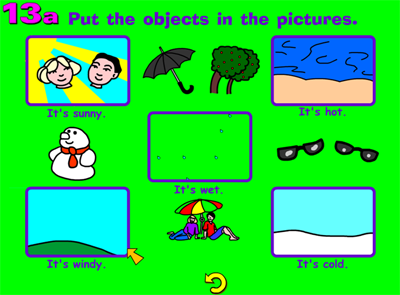 13a Put the objects in the pictures.
It's sunny.
It's hot.
It's wet.
It's windy.
It's cold.